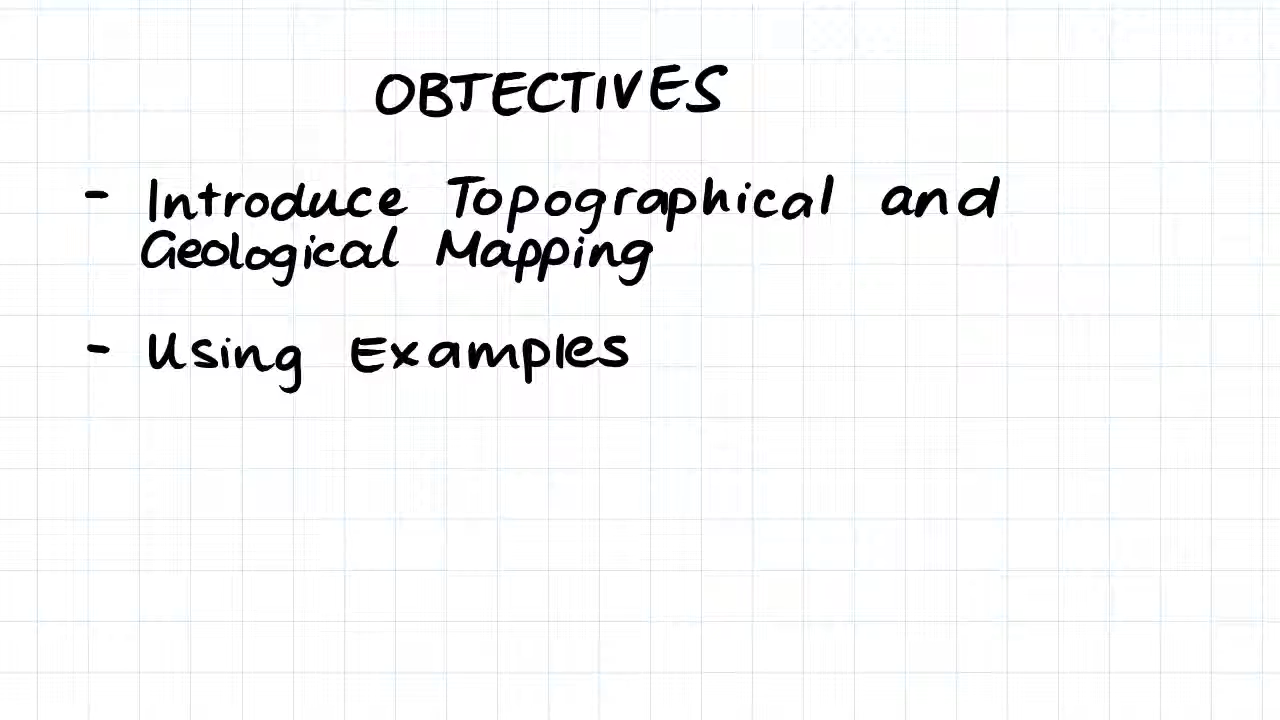 OBJECTIVES
- Introduce Topographical and
Geological Mapping
- Using Examples